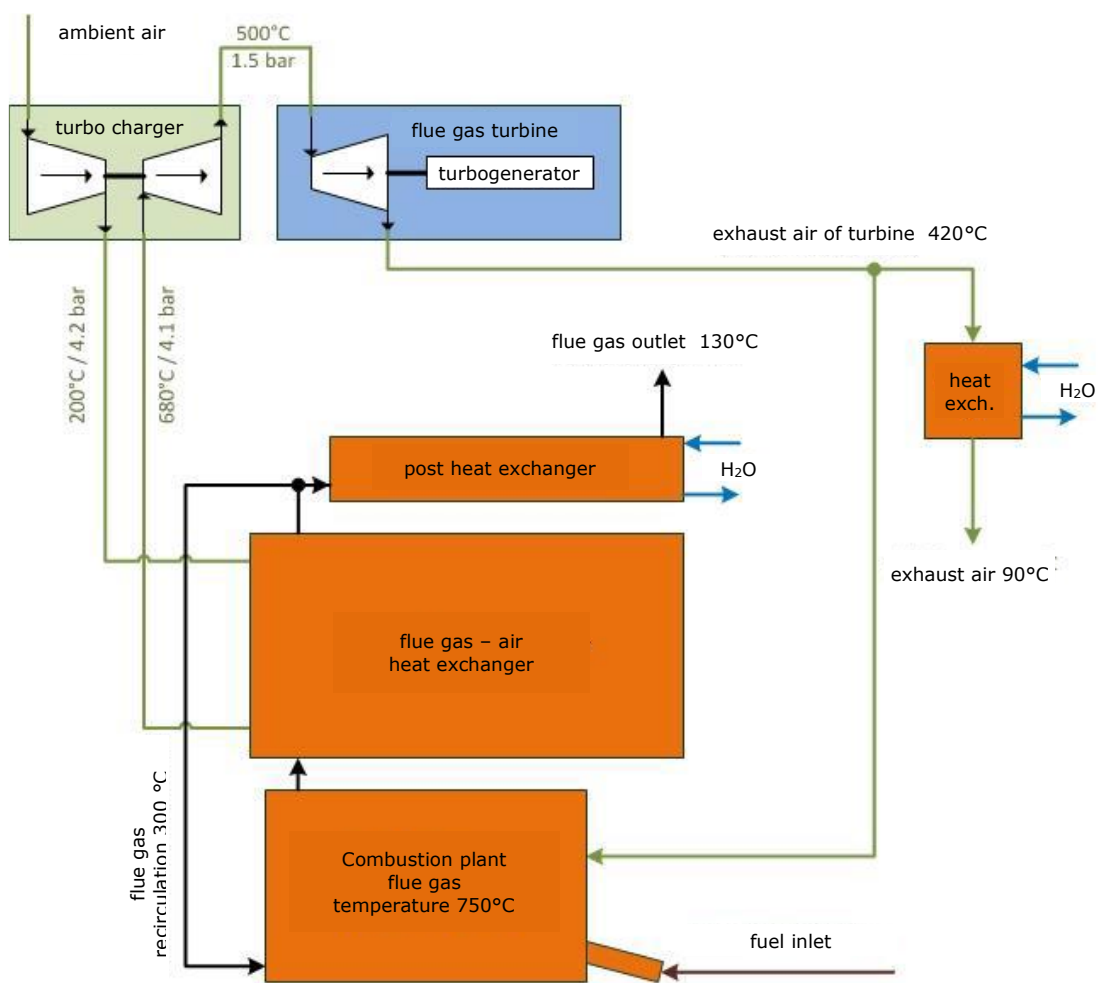 ambient air
500°C
1.5 bar
turbo charger
flue gas turbine
turbogenerator
exhaust air of turbine 420°C
200°C / 4.2 bar
680°C / 4.1 bar
flue gas outlet 130°C
heat
exch.
H₂O
post heat exchanger
H₂O
exhaust air 90°C
flue gas – air
heat exchanger
flue gas
recirculation 300 °C
Combustion plant
flue gas
temperature 750°C
fuel inlet